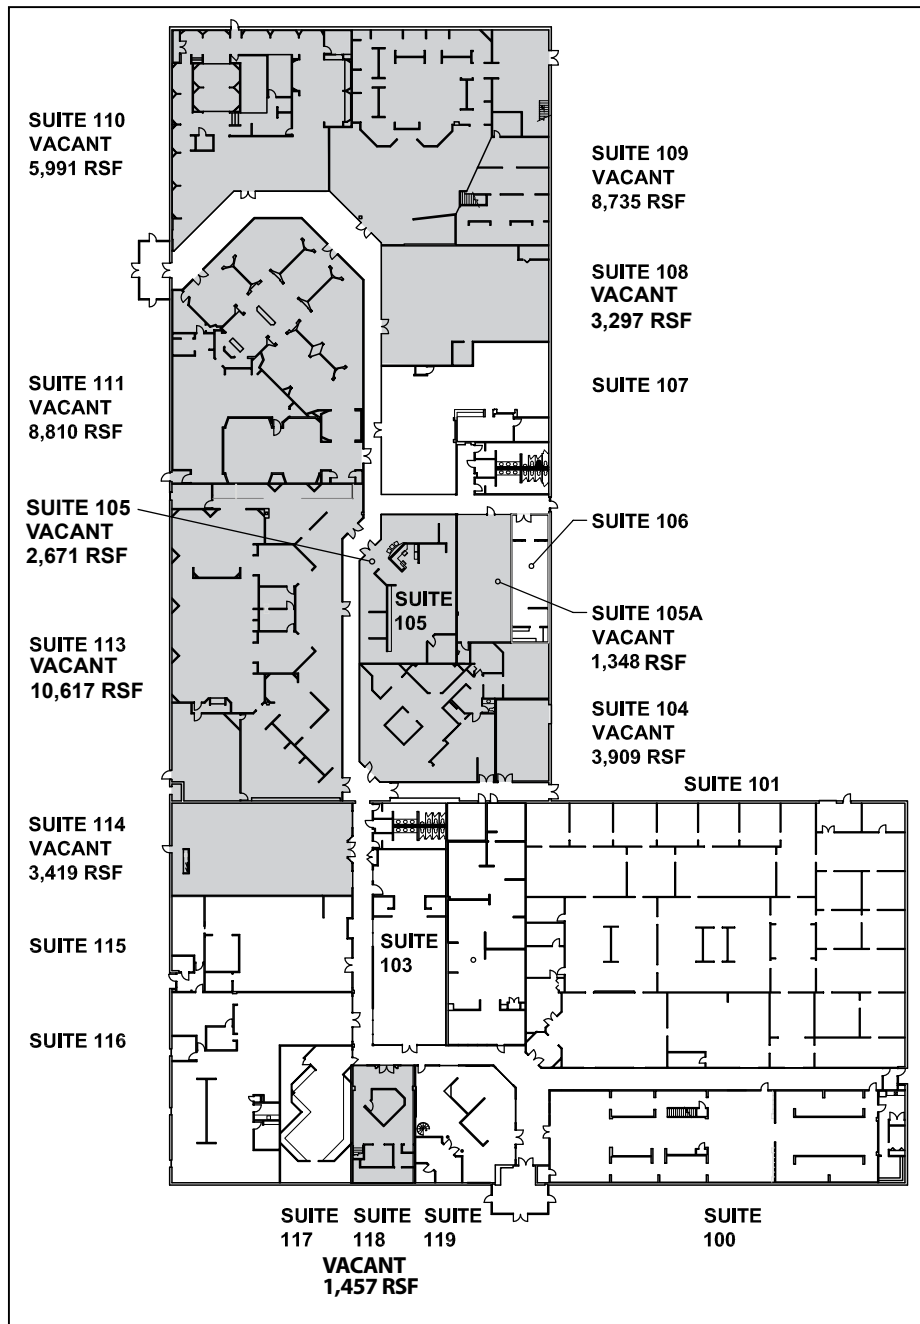 SUITE 110
VACANT
5,991 RSF
SUITE 109
VACANT
8,735 RSF
SUITE 108
VACANT
3,297 RSF
SUITE 107
SUITE 111
VACANT
8,810 RSF
SUITE 105
VACANT
2,671 RSF
SUITE 106
SUITE
105
SUITE 105A
VACANT
1,348 RSF
SUITE 113
VACANT
10,617 RSF
SUITE 104
VACANT
3,909 RSF
SUITE 101
SUITE 114
VACANT
3,419 RSF
SUITE 115
SUITE
103
SUITE 116
SUITE
117
SUITE
118
VACANT
1,457 RSF
SUITE
119
SUITE
100